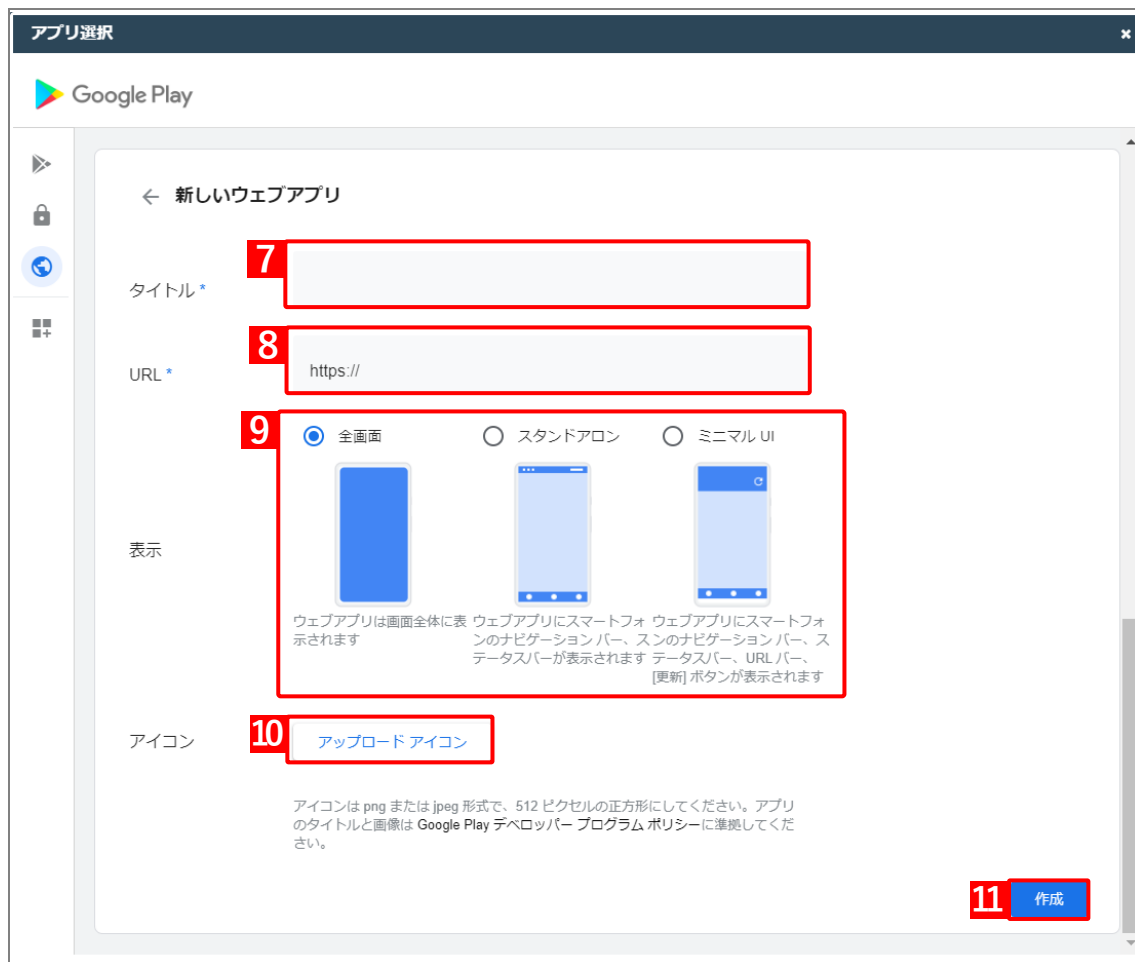 アプリ選択
Google Play
新しいウェブアプリ
7
タイトル *
8
URL *
https://
9
全画面
スタンドアロン
ミニマル UI
表示
ウェブアプリは画面全体に表
示されます
ウェブアプリにスマートフォ
ンのナビゲーション バー、ス
テータスバーが表示されます
ウェブアプリにスマートフォ
ンのナビゲーション バー、ス
テータスバー、URL バー、
[更新] ボタンが表示されます
アイコン
10
アップロード アイコン
アイコンは png または jpeg 形式で、512 ピクセルの正方形にしてください。アプリ
のタイトルと画像は Google Play デベロッパー プログラム ポリシーに準拠してくだ
さい。
11
作成